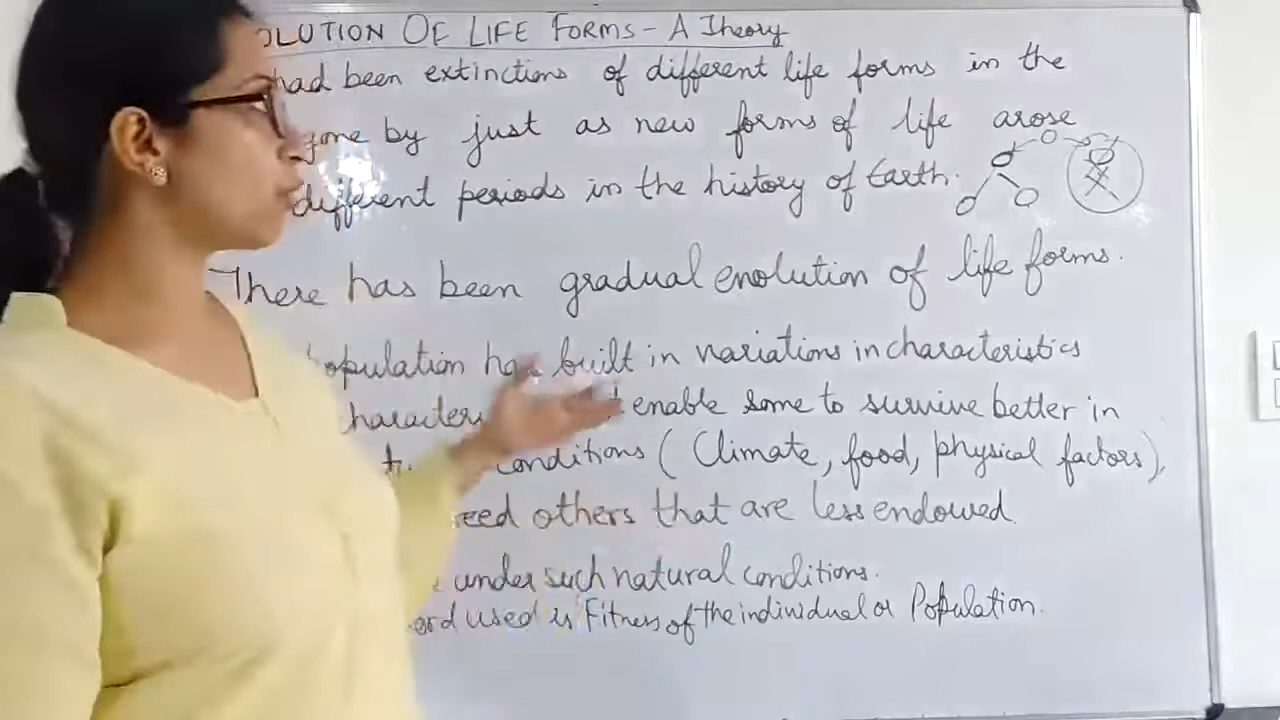 OLUTION OF LIFE FORMS - A Theory
had been extinctions of different life forms in the
gone by just as new forms of life arose
different periods in the history of Earth.
There has been gradual evolution of life forms.
opulation has built in variations in characteristics
haracter enable some to survive better in
conditions (Climate, food, physical factors),
reed others that are less endowed.
under such natural conditions.
ord used is Fitness of the individual or Population.